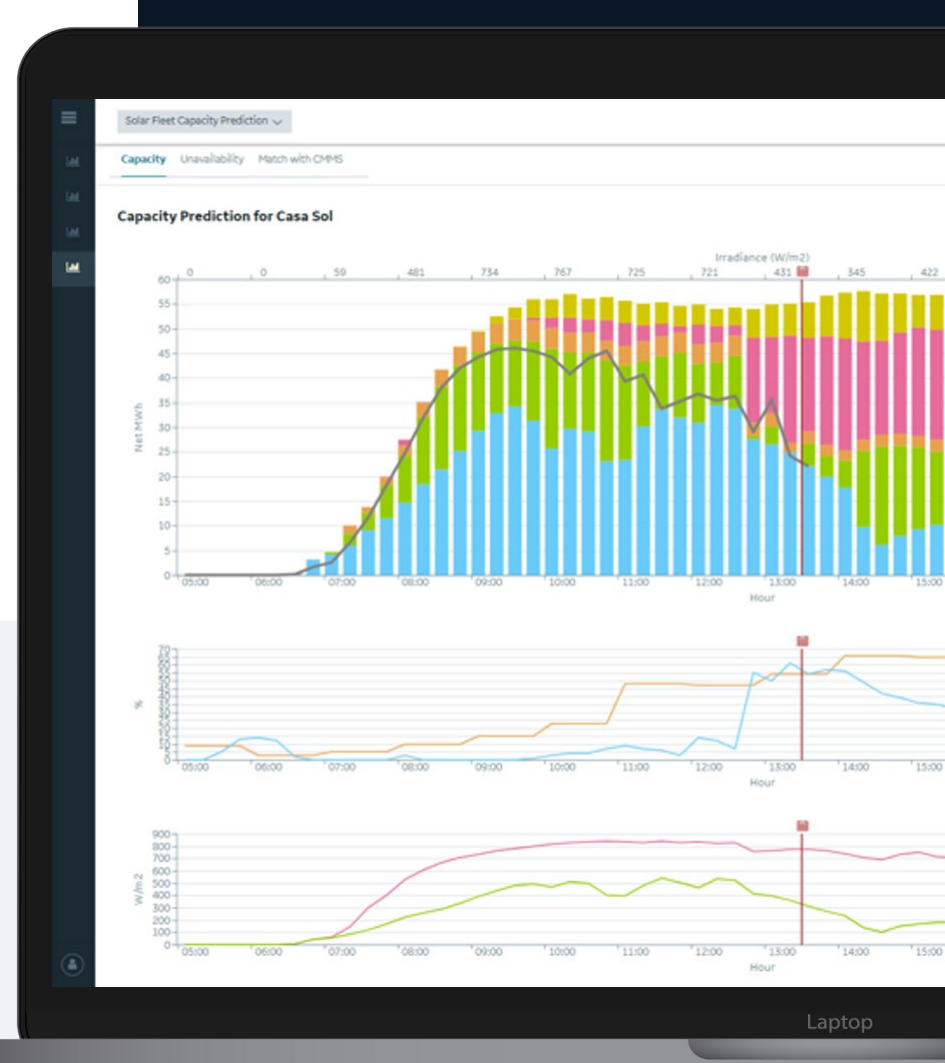 Solar Fleet Capacity Prediction
Capacity Unavailability Match with CMMS
Capacity Prediction for Casa Sol
Irradiance (W/m2)
0 0 59 481 734 767 725 721 431 345 422
60
55
50
45
40
35
30
25
20
15
10
5
0
Net MWh
05:00 06:00 07:00 08:00 09:00 10:00 11:00 12:00 13:00 14:00 15:00
Hour
%
70
0
05:00 06:00 07:00 08:00 09:00 10:00 11:00 12:00 13:00 14:00 15:00
Hour
W/m2
900
800
700
600
500
400
300
200
100
0
05:00 06:00 07:00 08:00 09:00 10:00 11:00 12:00 13:00 14:00 15:00
Hour
Laptop